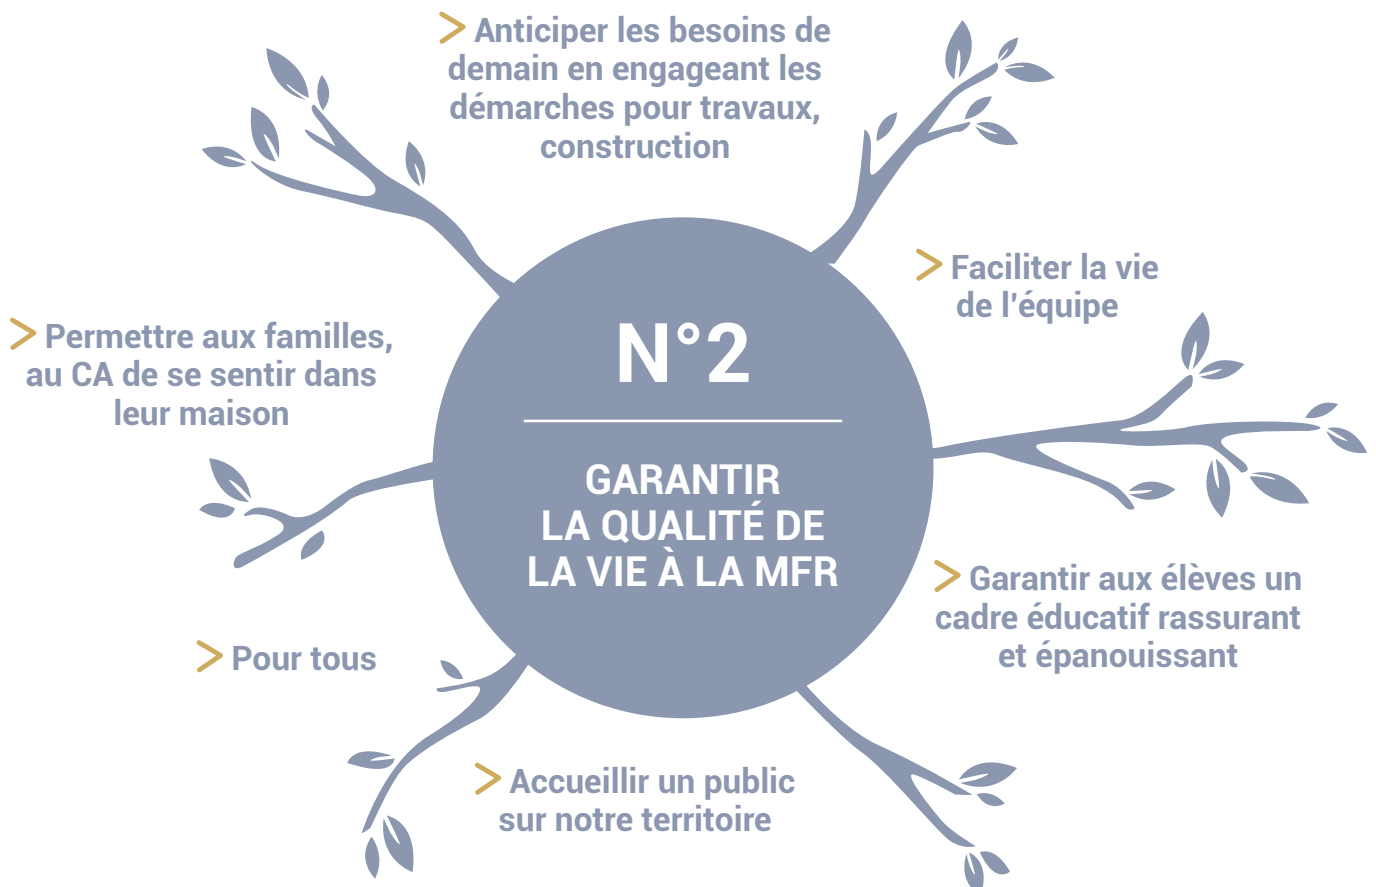 Anticiper les besoins de
demain en engageant les
démarches pour travaux,
construction
Faciliter la vie
de l'équipe
Permettre aux familles,
au CA de se sentir dans
leur maison
N°2
GARANTIR
LA QUALITÉ DE
LA VIE À LA MFR
Garantir aux élèves un
cadre éducatif rassurant
et épanouissant
Pour tous
Accueillir un public
sur notre territoire